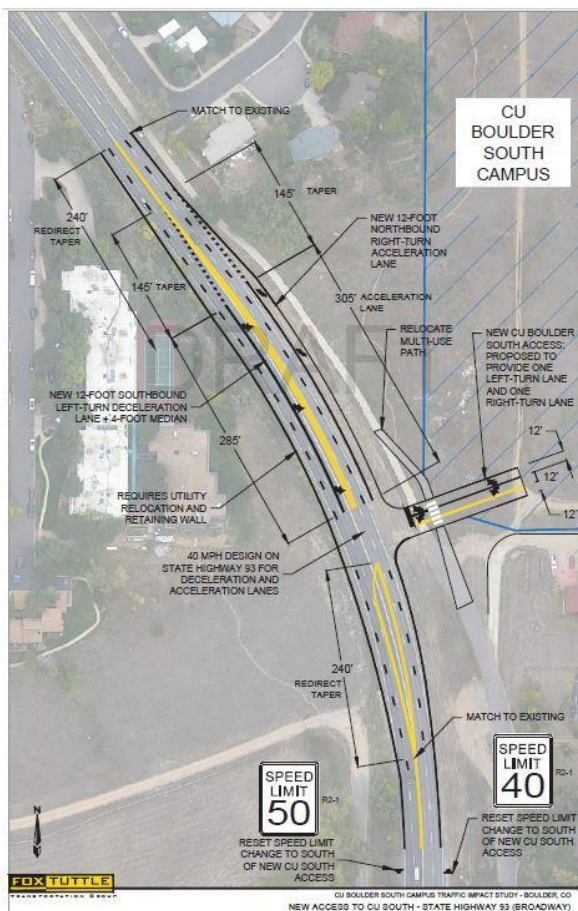 MATCH TO EXISTING
CU
BOULDER
SOUTH
CAMPUS
145' TAPER
240'
REDIRECT
TAPER
NEW 12-FOOT
NORTHBOUND
RIGHT-TURN
ACCELERATION
LANE
145' TAPER
305' ACCELERATION
LANE
RELOCATE
MULTI-USE
PATH
NEW CU BOULDER
SOUTH ACCESS:
PROPOSED TO
PROVIDE ONE
LEFT-TURN LANE
AND ONE
RIGHT-TURN LANE
DRAFT
NEW 12-FOOT SOUTHBOUND
LEFT-TURN DECELERATION
LANE + 4-FOOT MEDIAN
285'
12'
12'
12'
REQUIRES UTILITY
RELOCATION AND
RETAINING WALL
40 MPH DESIGN ON
STATE HIGHWAY 93 FOR
DECELERATION AND
ACCELERATION LANES
240'
REDIRECT
TAPER
MATCH TO EXISTING
SPEED
LIMIT
50
R2-1
SPEED
LIMIT
40
R2-1
RESET SPEED LIMIT
CHANGE TO SOUTH
OF NEW CU SOUTH
ACCESS
RESET SPEED LIMIT
CHANGE TO SOUTH
OF NEW CU SOUTH
ACCESS
N
FOX TUTTLE
TRANSPORTATION GROUP
CU BOULDER SOUTH CAMPUS TRAFFIC IMPACT STUDY - BOULDER, CO
NEW ACCESS TO CU SOUTH - STATE HIGHWAY 93 (BROADWAY)